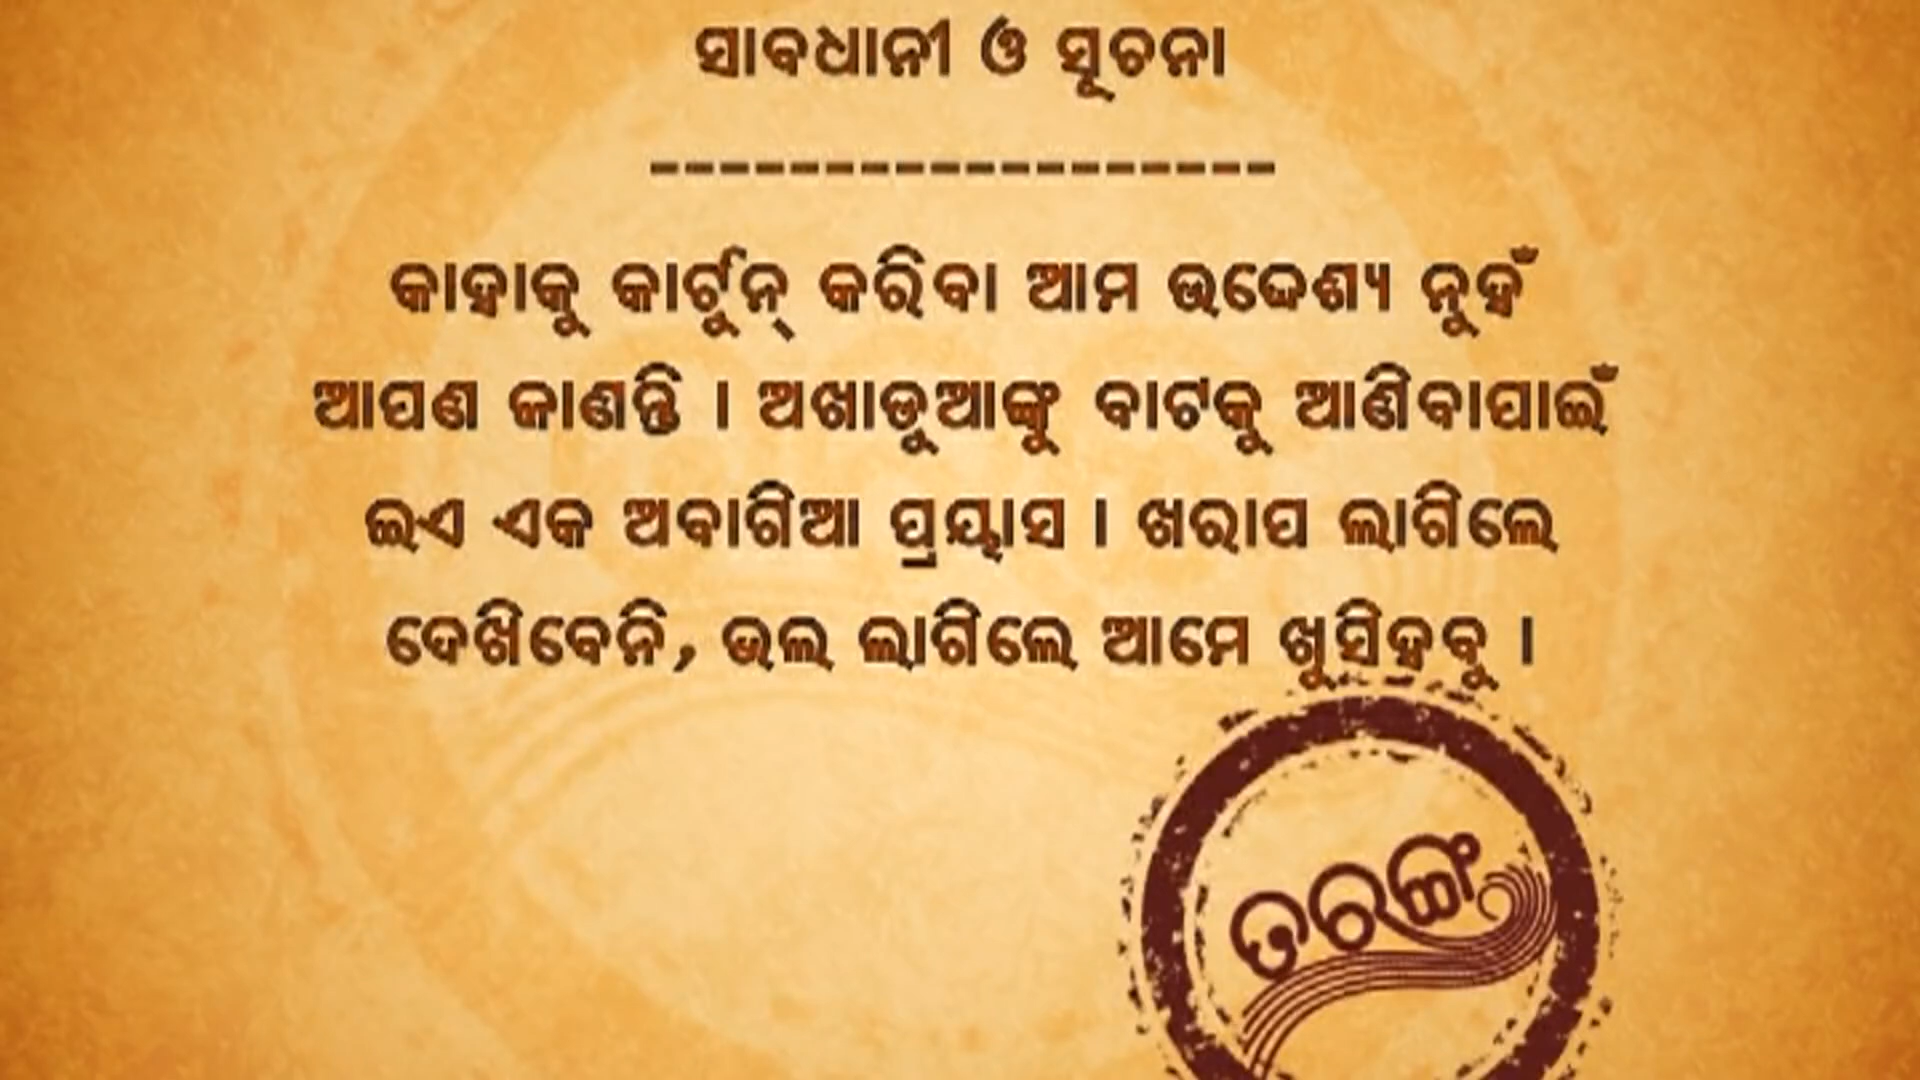 ସାବଧାନୀ ଓ ସୂଚନା
------------------
କାହାକୁ କାର୍ଟୁନ୍ କରିବା ଆମ ଉଦ୍ଦେଶ୍ୟ ନୁହଁ
ଆପଣ ଜାଣନ୍ତି । ଅଖାଡୁଆଙ୍କୁ ବାଟକୁ ଆଣିବାପାଇଁ
ଇଏ ଏକ ଅବାଗିଆ ପ୍ରୟାସ । ଖରାପ ଲାଗିଲେ
ଦେଖିବେନି, ଭଲ ଲାଗିଲେ ଆମେ ଖୁସିହବୁ ।
ତରଙ୍ଗ